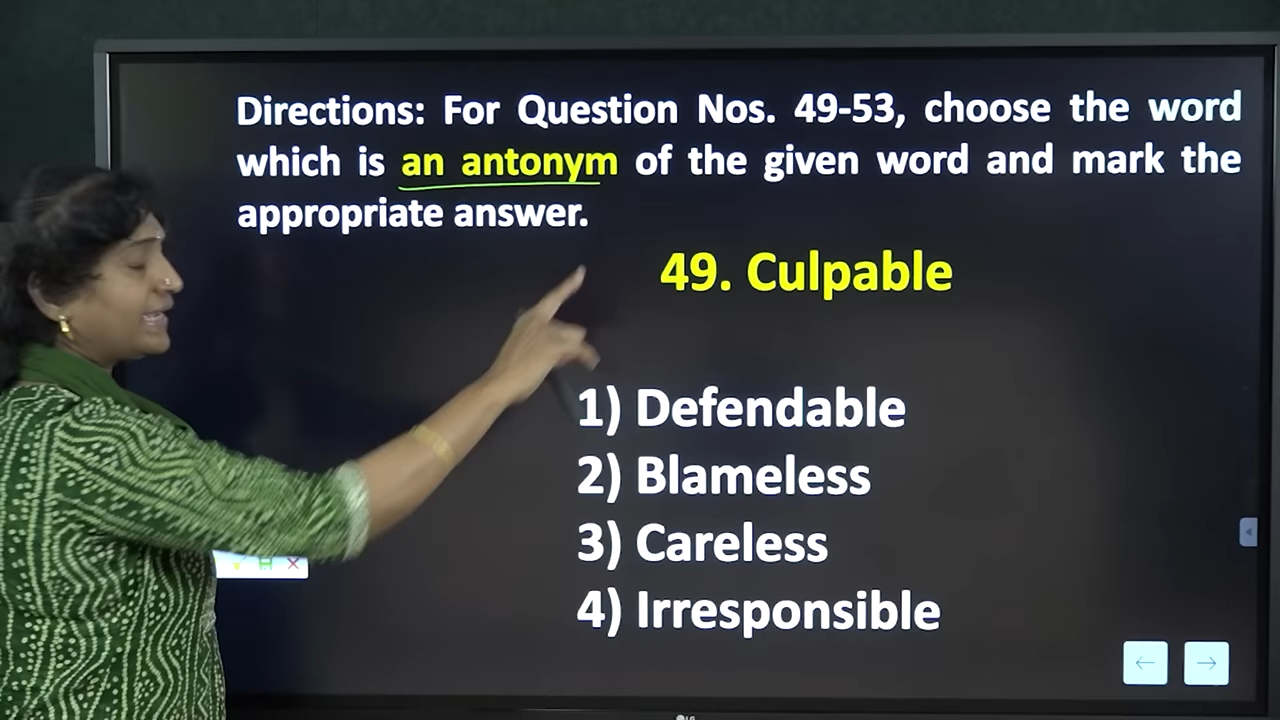 Directions: For Question Nos. 49-53, choose the word
which is an antonym of the given word and mark the
appropriate answer.
49. Culpable
1) Defendable
2) Blameless
3) Careless
4) Irresponsible
LG